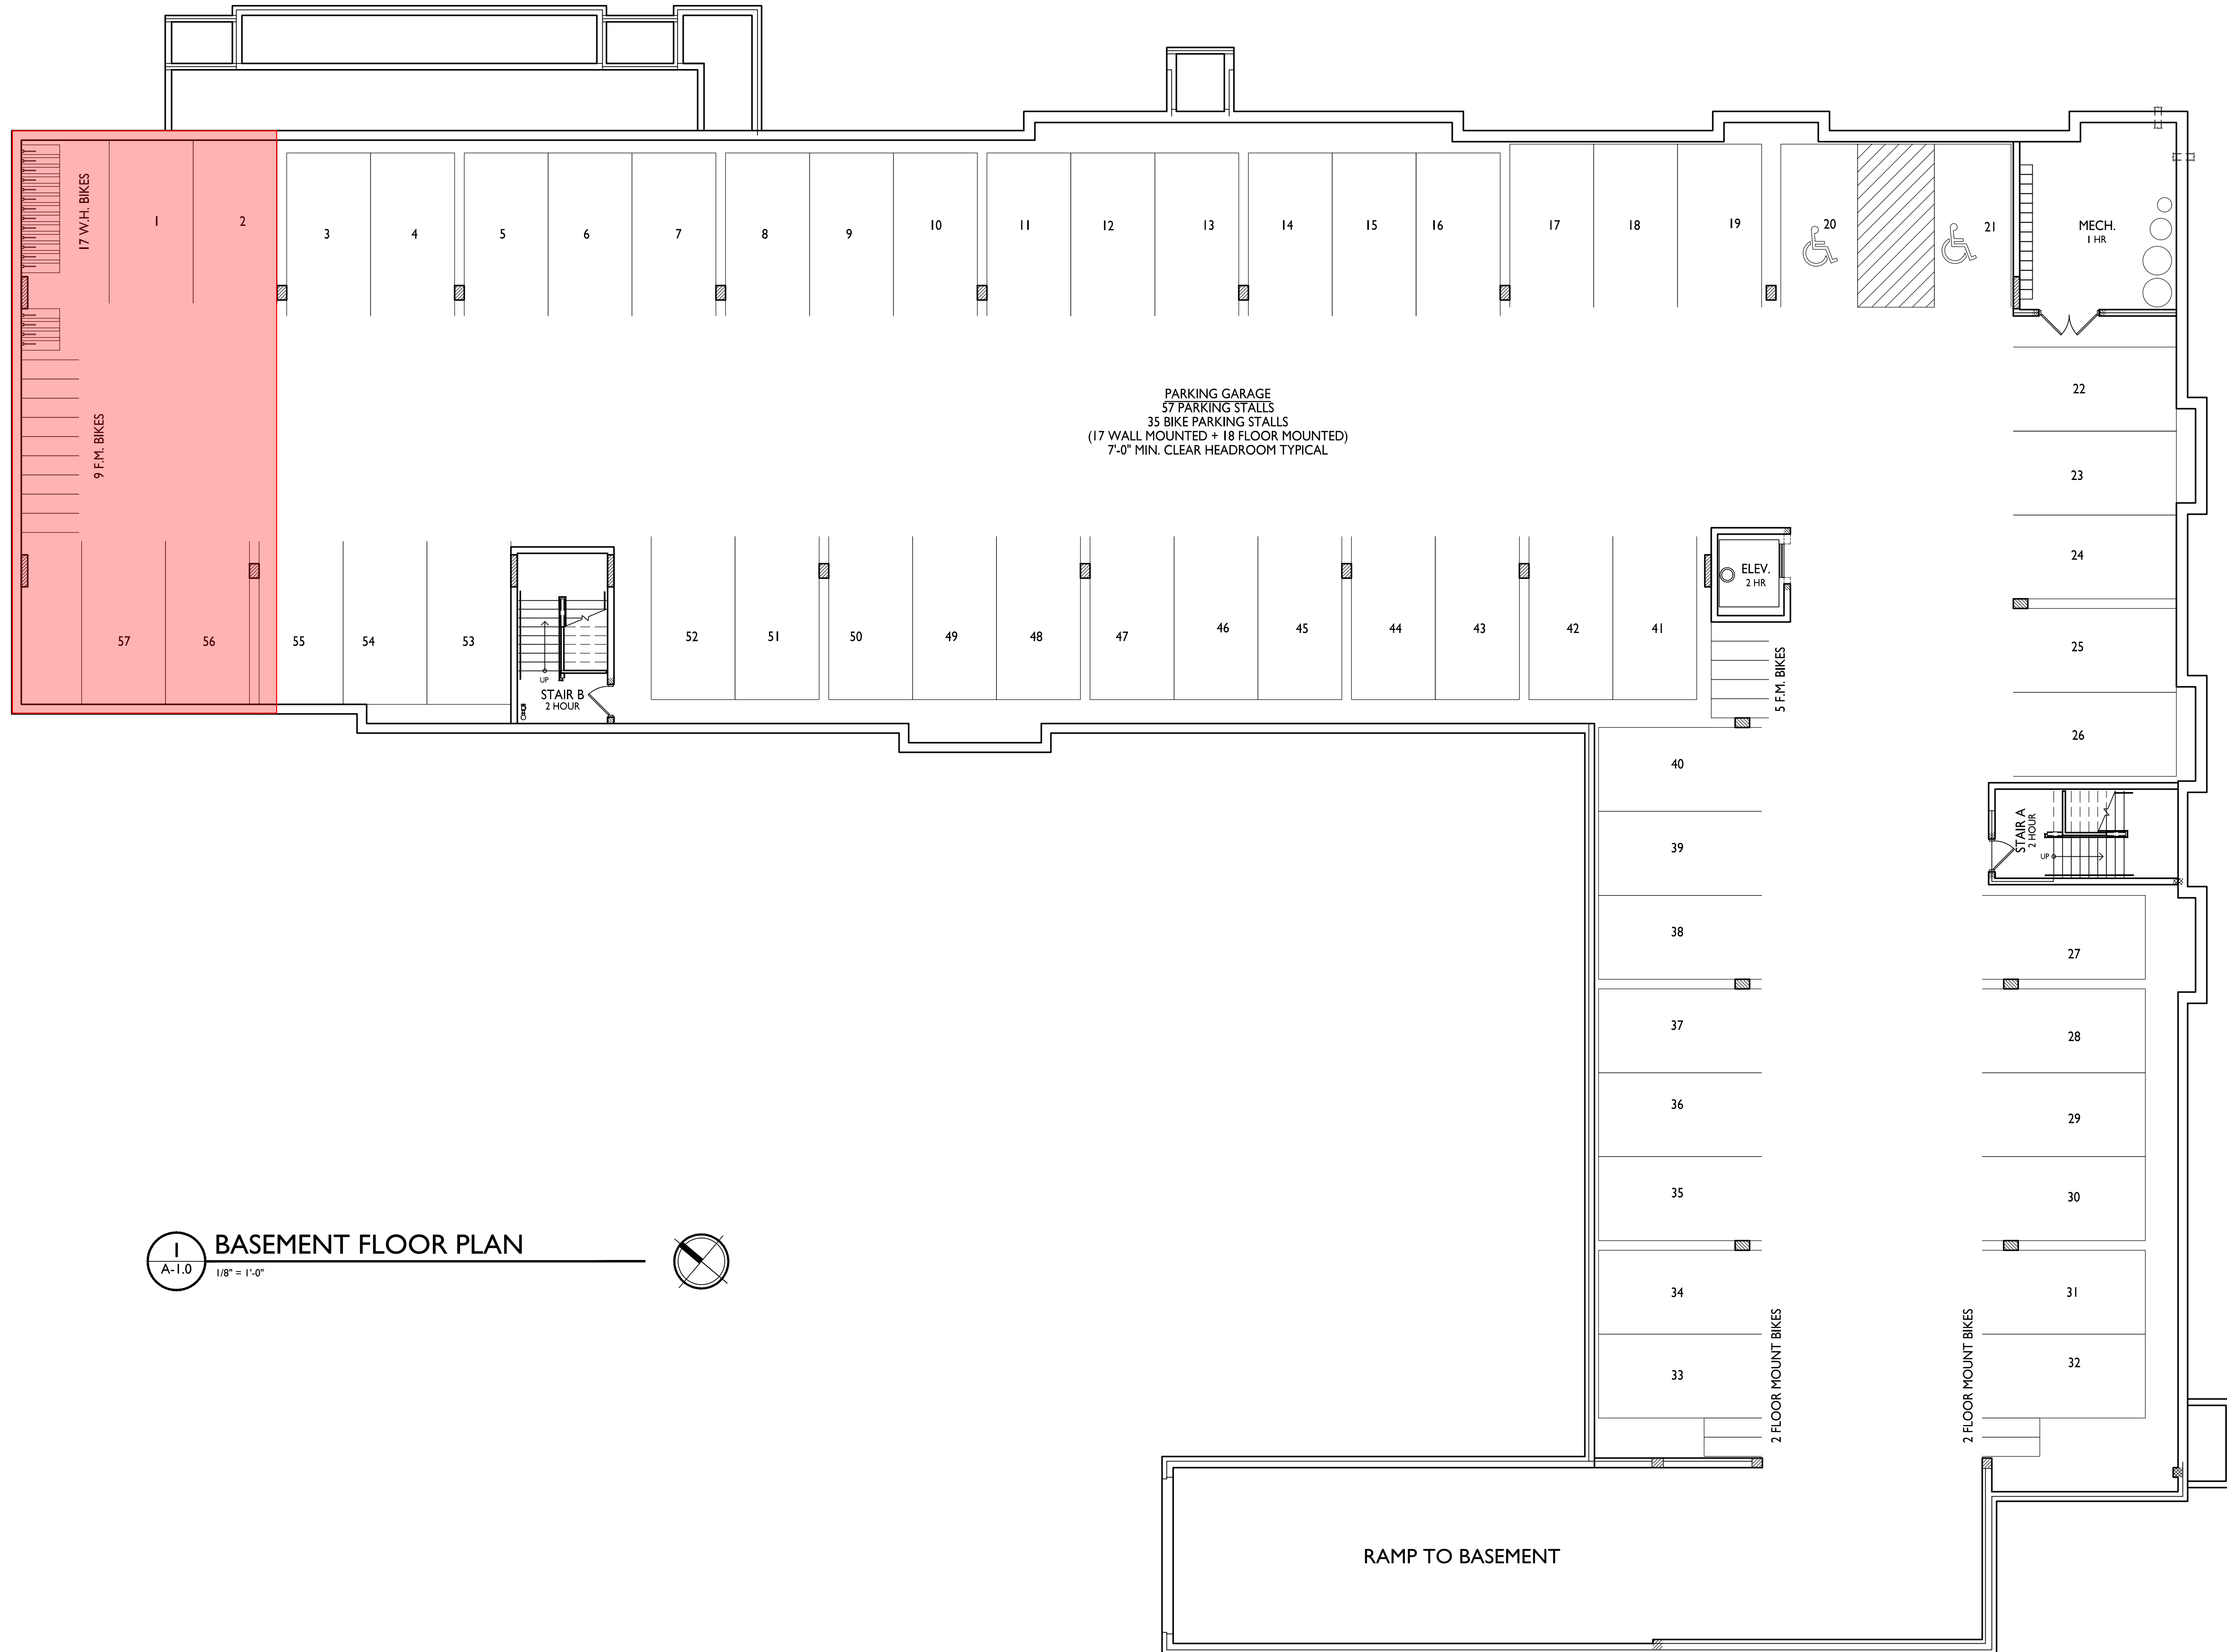 17 W.H. BIKES
1
2
3
4
5
6
7
8
9
10
11
12
13
14
15
16
17
18
19
20
21
MECH.
1 HR
PARKING GARAGE
57 PARKING STALLS
35 BIKE PARKING STALLS
(17 WALL MOUNTED + 18 FLOOR MOUNTED)
7'-0" MIN. CLEAR HEADROOM TYPICAL
22
23
24
25
26
9 F.M. BIKES
57
56
55
54
53
UP
STAIR B
2 HOUR
52
51
50
49
48
47
46
45
44
43
42
41
ELEV.
2 HR
5 F.M. BIKES
40
39
38
37
36
35
34
33
STAIR A
2 HOUR
UP
27
28
29
30
31
32
2 FLOOR MOUNT BIKES
2 FLOOR MOUNT BIKES
1
A-1.0
BASEMENT FLOOR PLAN
1/8" = 1'-0"
RAMP TO BASEMENT